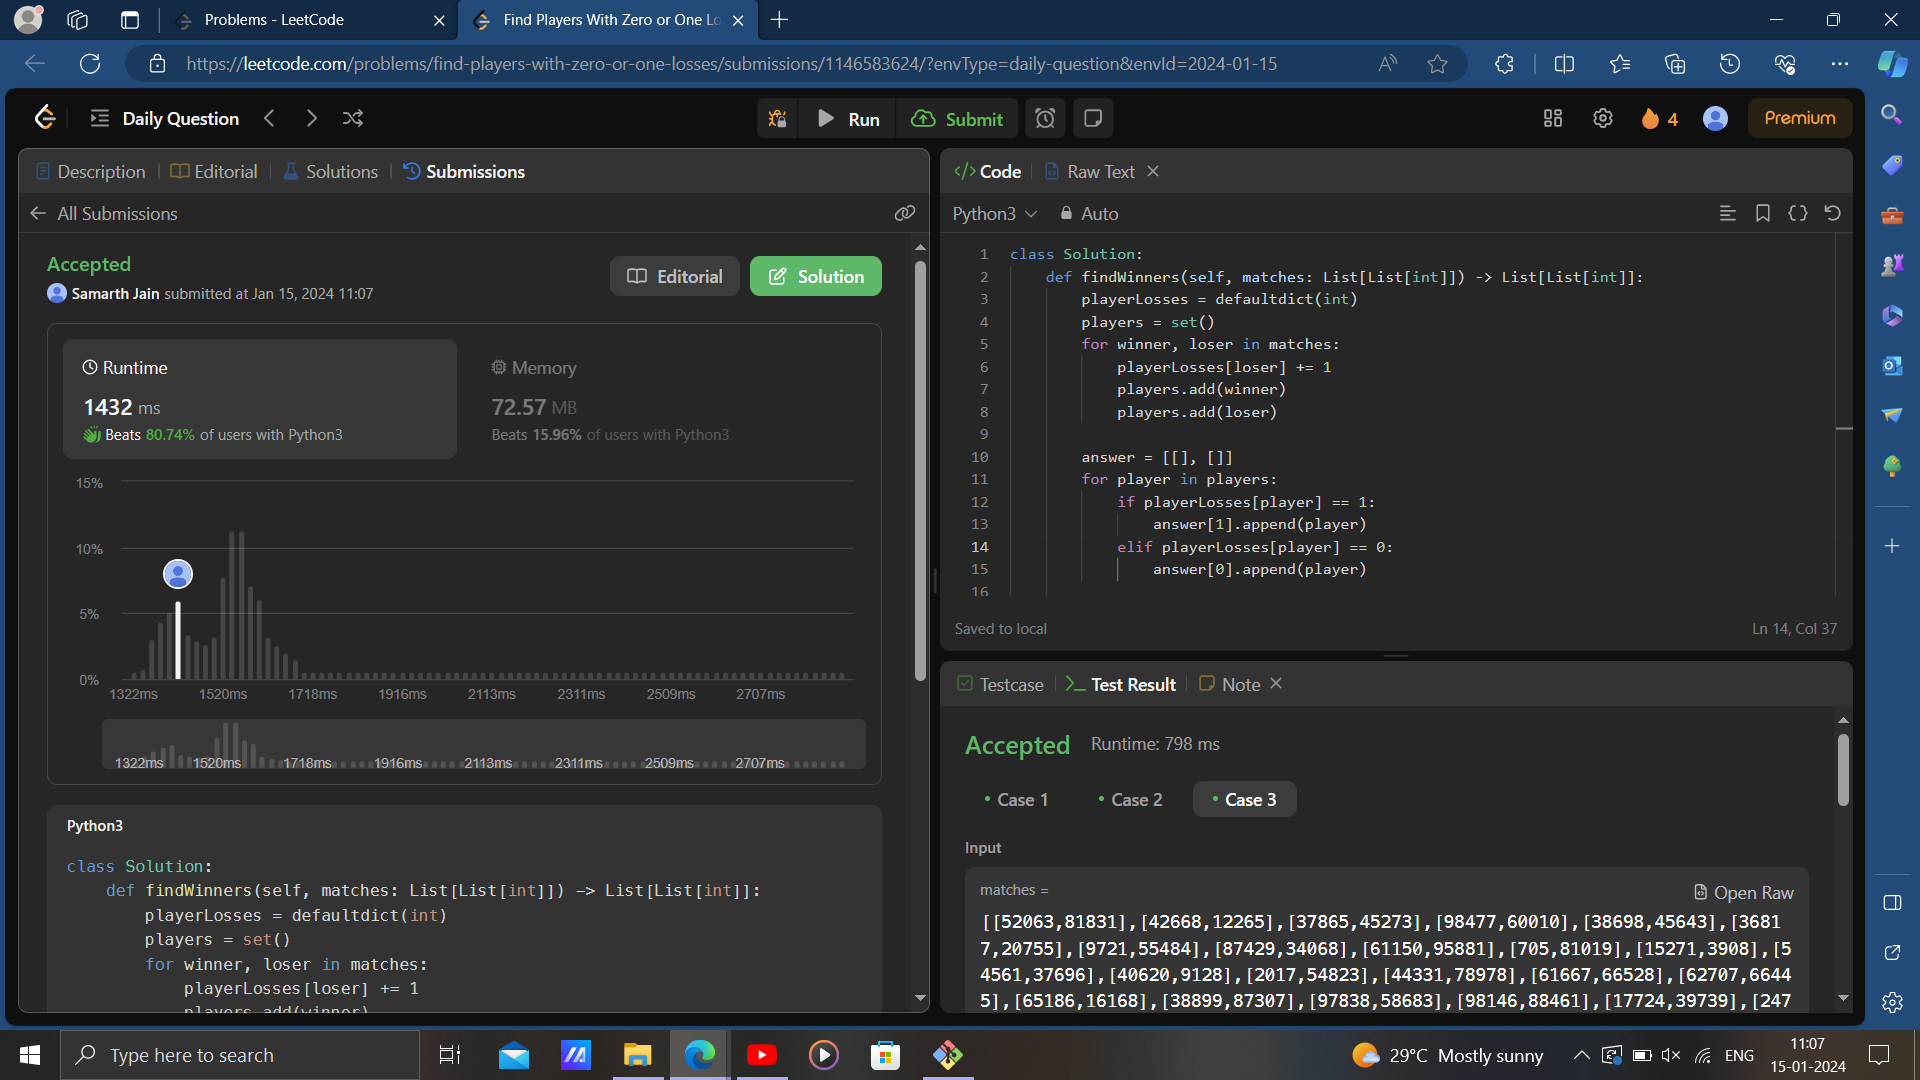 Problems - LeetCode
Find Players With Zero or One Lo
https://leetcode.com/problems/find-players-with-zero-or-one-losses/submissions/1146583624/?envType=daily-question&envId=2024-01-15
Daily Question
Run
Submit
4
Premium
Description
Editorial
Solutions
Submissions
All Submissions
Accepted
Samarth Jain submitted at Jan 15, 2024 11:07
Editorial
Solution
Runtime
1432 ms
Beats 80.74% of users with Python3
Memory
72.57 MB
Beats 15.96% of users with Python3
15%
10%
5%
0%
1322ms 1520ms 1718ms 1916ms 2113ms 2311ms 2509ms 2707ms
1322ms 1520ms 1718ms 1916ms 2113ms 2311ms 2509ms 2707ms
Python3
class Solution:
    def findWinners(self, matches: List[List[int]]) -> List[List[int]]:
        playerLosses = defaultdict(int)
        players = set()
        for winner, loser in matches:
            playerLosses[loser] += 1
            players.add(winner)
Code
Raw Text
Python3
Auto
1 class Solution:
2     def findWinners(self, matches: List[List[int]]) -> List[List[int]]:
3         playerLosses = defaultdict(int)
4         players = set()
5         for winner, loser in matches:
6             playerLosses[loser] += 1
7             players.add(winner)
8             players.add(loser)
9
10         answer = [[], []]
11         for player in players:
12             if playerLosses[player] == 1:
13                 answer[1].append(player)
14             elif playerLosses[player] == 0:
15                 answer[0].append(player)
16
Saved to local
Ln 14, Col 37
Testcase
Test Result
Note
Accepted
Runtime: 798 ms
Case 1
Case 2
Case 3
Input
matches =
Open Raw
[[52063,81831],[42668,12265],[37865,45273],[98477,60010],[38698,45643],[3681
7,20755],[9721,55484],[87429,34068],[61150,95881],[705,81019],[15271,3908],[5
4561,37696],[40620,9128],[2017,54823],[44331,78978],[61667,66528],[62707,6644
5],[65186,16168],[38899,87307],[97838,58683],[98146,88461],[17724,39739],[247
Type here to search
29°C Mostly sunny
ENG
11:07
15-01-2024